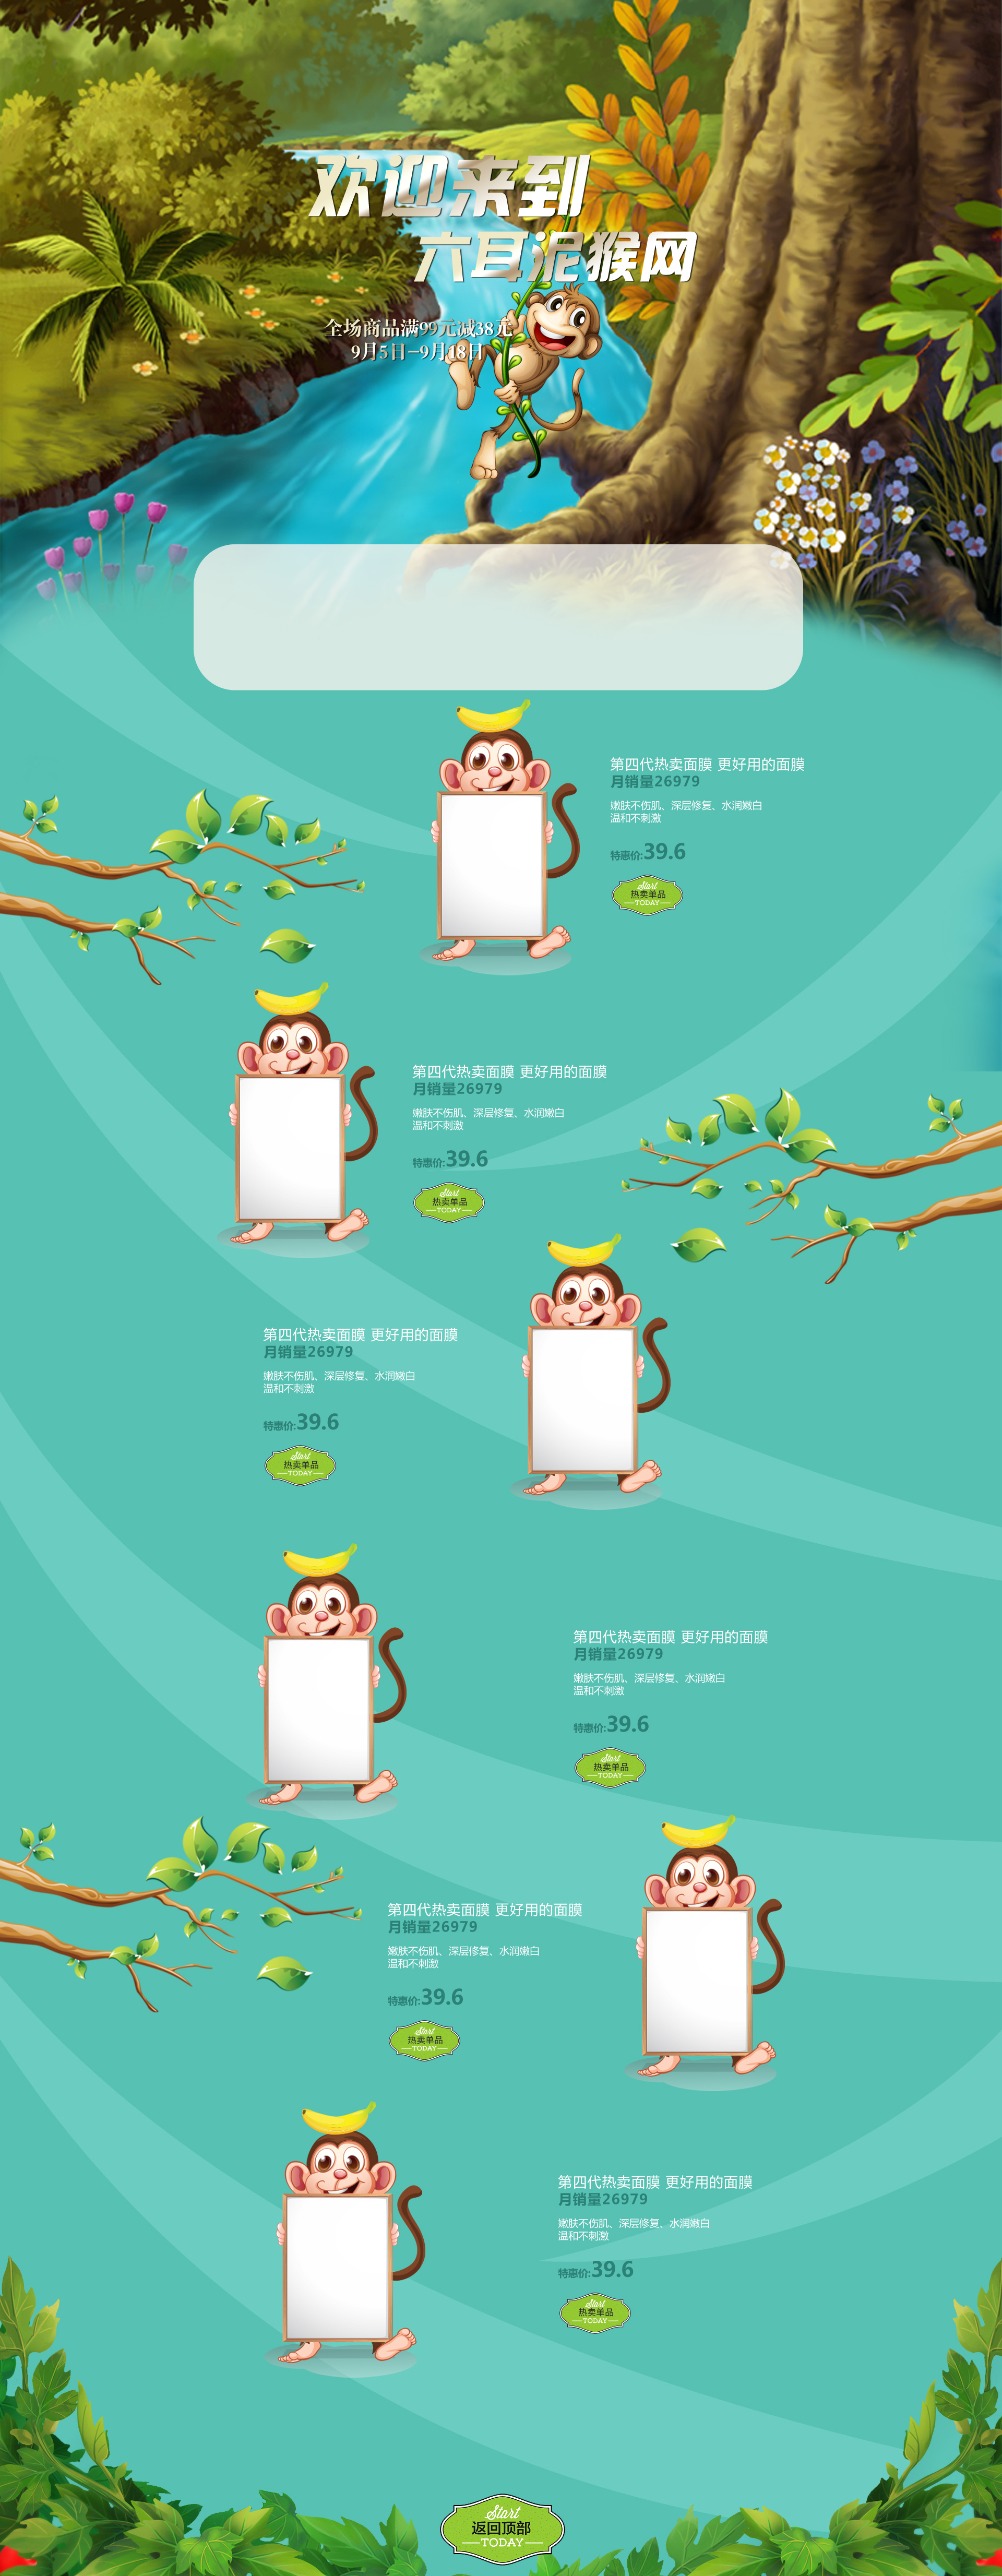 欢迎来到
六耳泥猴网
全场商品满99元减38元
9月5日—9月18日
第四代热卖面膜 更好用的面膜
月销量26979
嫩肤不伤肌、深层修复、水润嫩白
温和不刺激
特惠价:39.6
Start
热卖单品
TODAY
第四代热卖面膜 更好用的面膜
月销量26979
嫩肤不伤肌、深层修复、水润嫩白
温和不刺激
特惠价:39.6
Start
热卖单品
TODAY
第四代热卖面膜 更好用的面膜
月销量26979
嫩肤不伤肌、深层修复、水润嫩白
温和不刺激
特惠价:39.6
Start
热卖单品
TODAY
第四代热卖面膜 更好用的面膜
月销量26979
嫩肤不伤肌、深层修复、水润嫩白
温和不刺激
特惠价:39.6
Start
热卖单品
TODAY
第四代热卖面膜 更好用的面膜
月销量26979
嫩肤不伤肌、深层修复、水润嫩白
温和不刺激
特惠价:39.6
Start
热卖单品
TODAY
第四代热卖面膜 更好用的面膜
月销量26979
嫩肤不伤肌、深层修复、水润嫩白
温和不刺激
特惠价:39.6
Start
热卖单品
TODAY
Start
返回顶部
TODAY